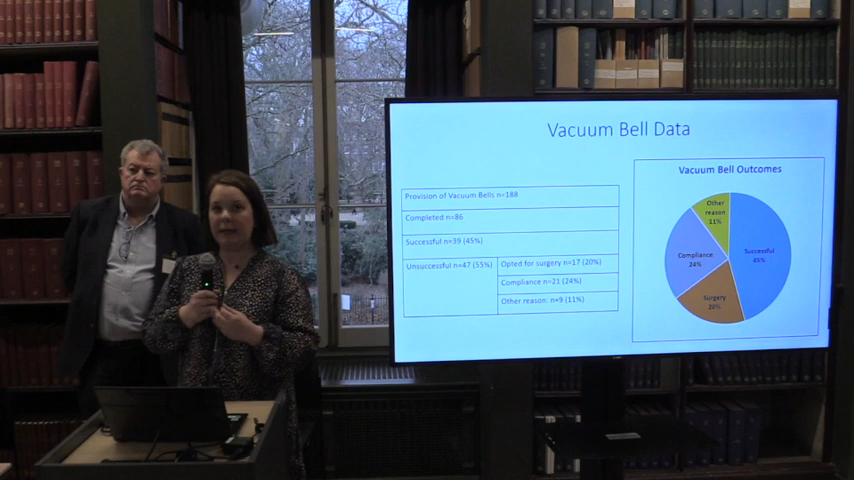 Vacuum Bell Data
Provision of Vacuum Bells n=188
Completed n=86
Successful n=39 (45%)
Unsuccessful n=47 (55%)
Opted for surgery n=17 (20%)
Compliance n=21 (24%)
Other reason: n=9 (11%)
Vacuum Bell Outcomes
Other
reason
11%
Successful
45%
Compliance
24%
Surgery
20%